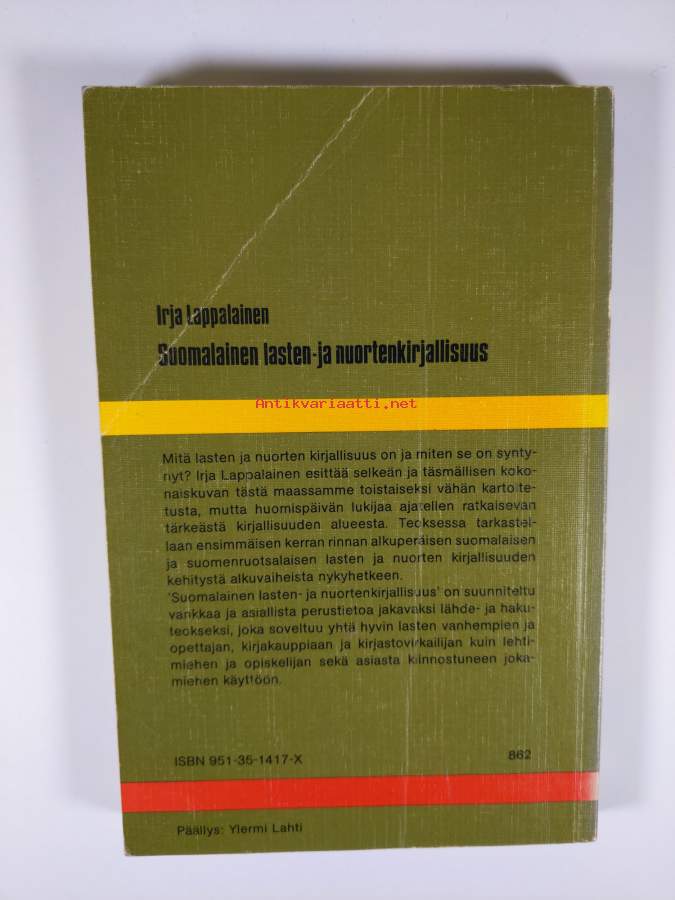 Irja Lappalainen
Suomalainen lasten- ja nuortenkirjallisuus
Antikvariaatti.net
Mitä lasten ja nuorten kirjallisuus on ja miten se on synty-
nyt? Irja Lappalainen esittää selkeän ja täsmällisen koko-
naiskuvan tästä maassamme toistaiseksi vähän kartoite-
tusta, mutta huomispäivän lukijaa ajatellen ratkaisevan
tärkeästä kirjallisuuden alueesta. Teoksessa tarkastel-
laan ensimmäisen kerran rinnan alkuperäisen suomalaisen
ja suomenruotsalaisen lasten ja nuorten kirjallisuuden
kehitystä alkuvaiheista nykyhetkeen.
'Suomalainen lasten- ja nuortenkirjallisuus' on suunniteltu
vankkaa ja asiallista perustietoa jakavaksi lähde- ja haku-
teokseksi, joka soveltuu yhtä hyvin lasten vanhempien ja
opettajan, kirjakauppiaan ja kirjastovirkailijan kuin lehti-
miehen ja opiskelijan sekä asiasta kiinnostuneen joka-
miehen käyttöön.
ISBN 951-35-1417-X 862
Päällys: Ylermi Lahti